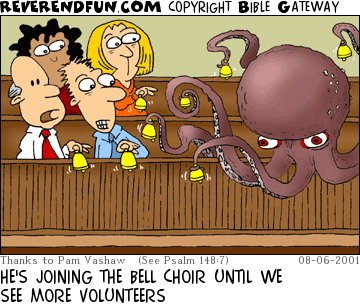 REVERENDFUN.COM COPYRIGHT BIBLE GATEWAY
Thanks to Pam Vashaw (See Psalm 148:7) 08-06-2001
HE'S JOINING THE BELL CHOIR UNTIL WE
SEE MORE VOLUNTEERS